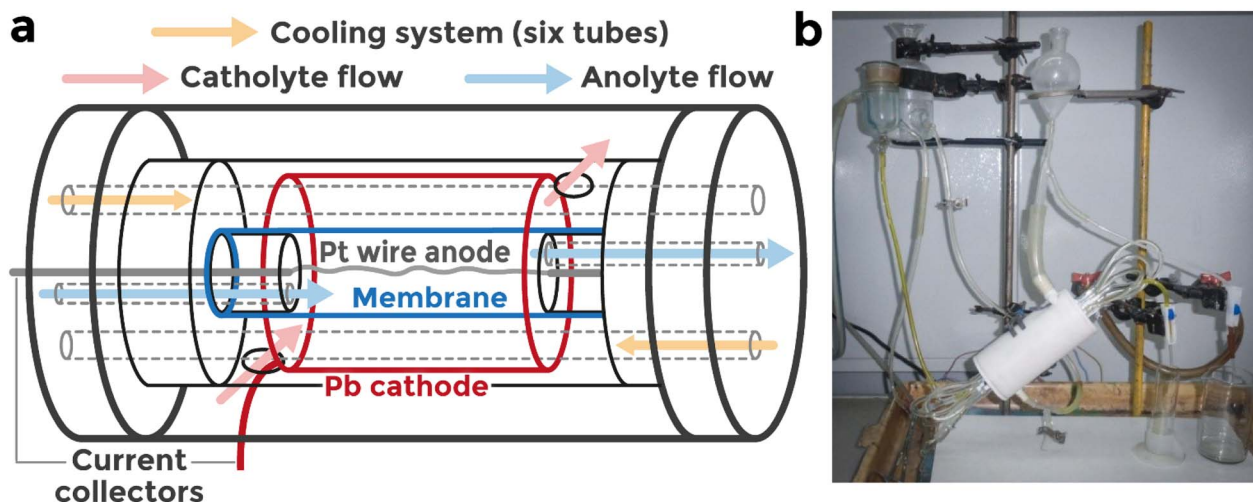 a
Cooling system (six tubes)
Catholyte flow
Anolyte flow
Pt wire anode
Membrane
Pb cathode
Current
collectors
b